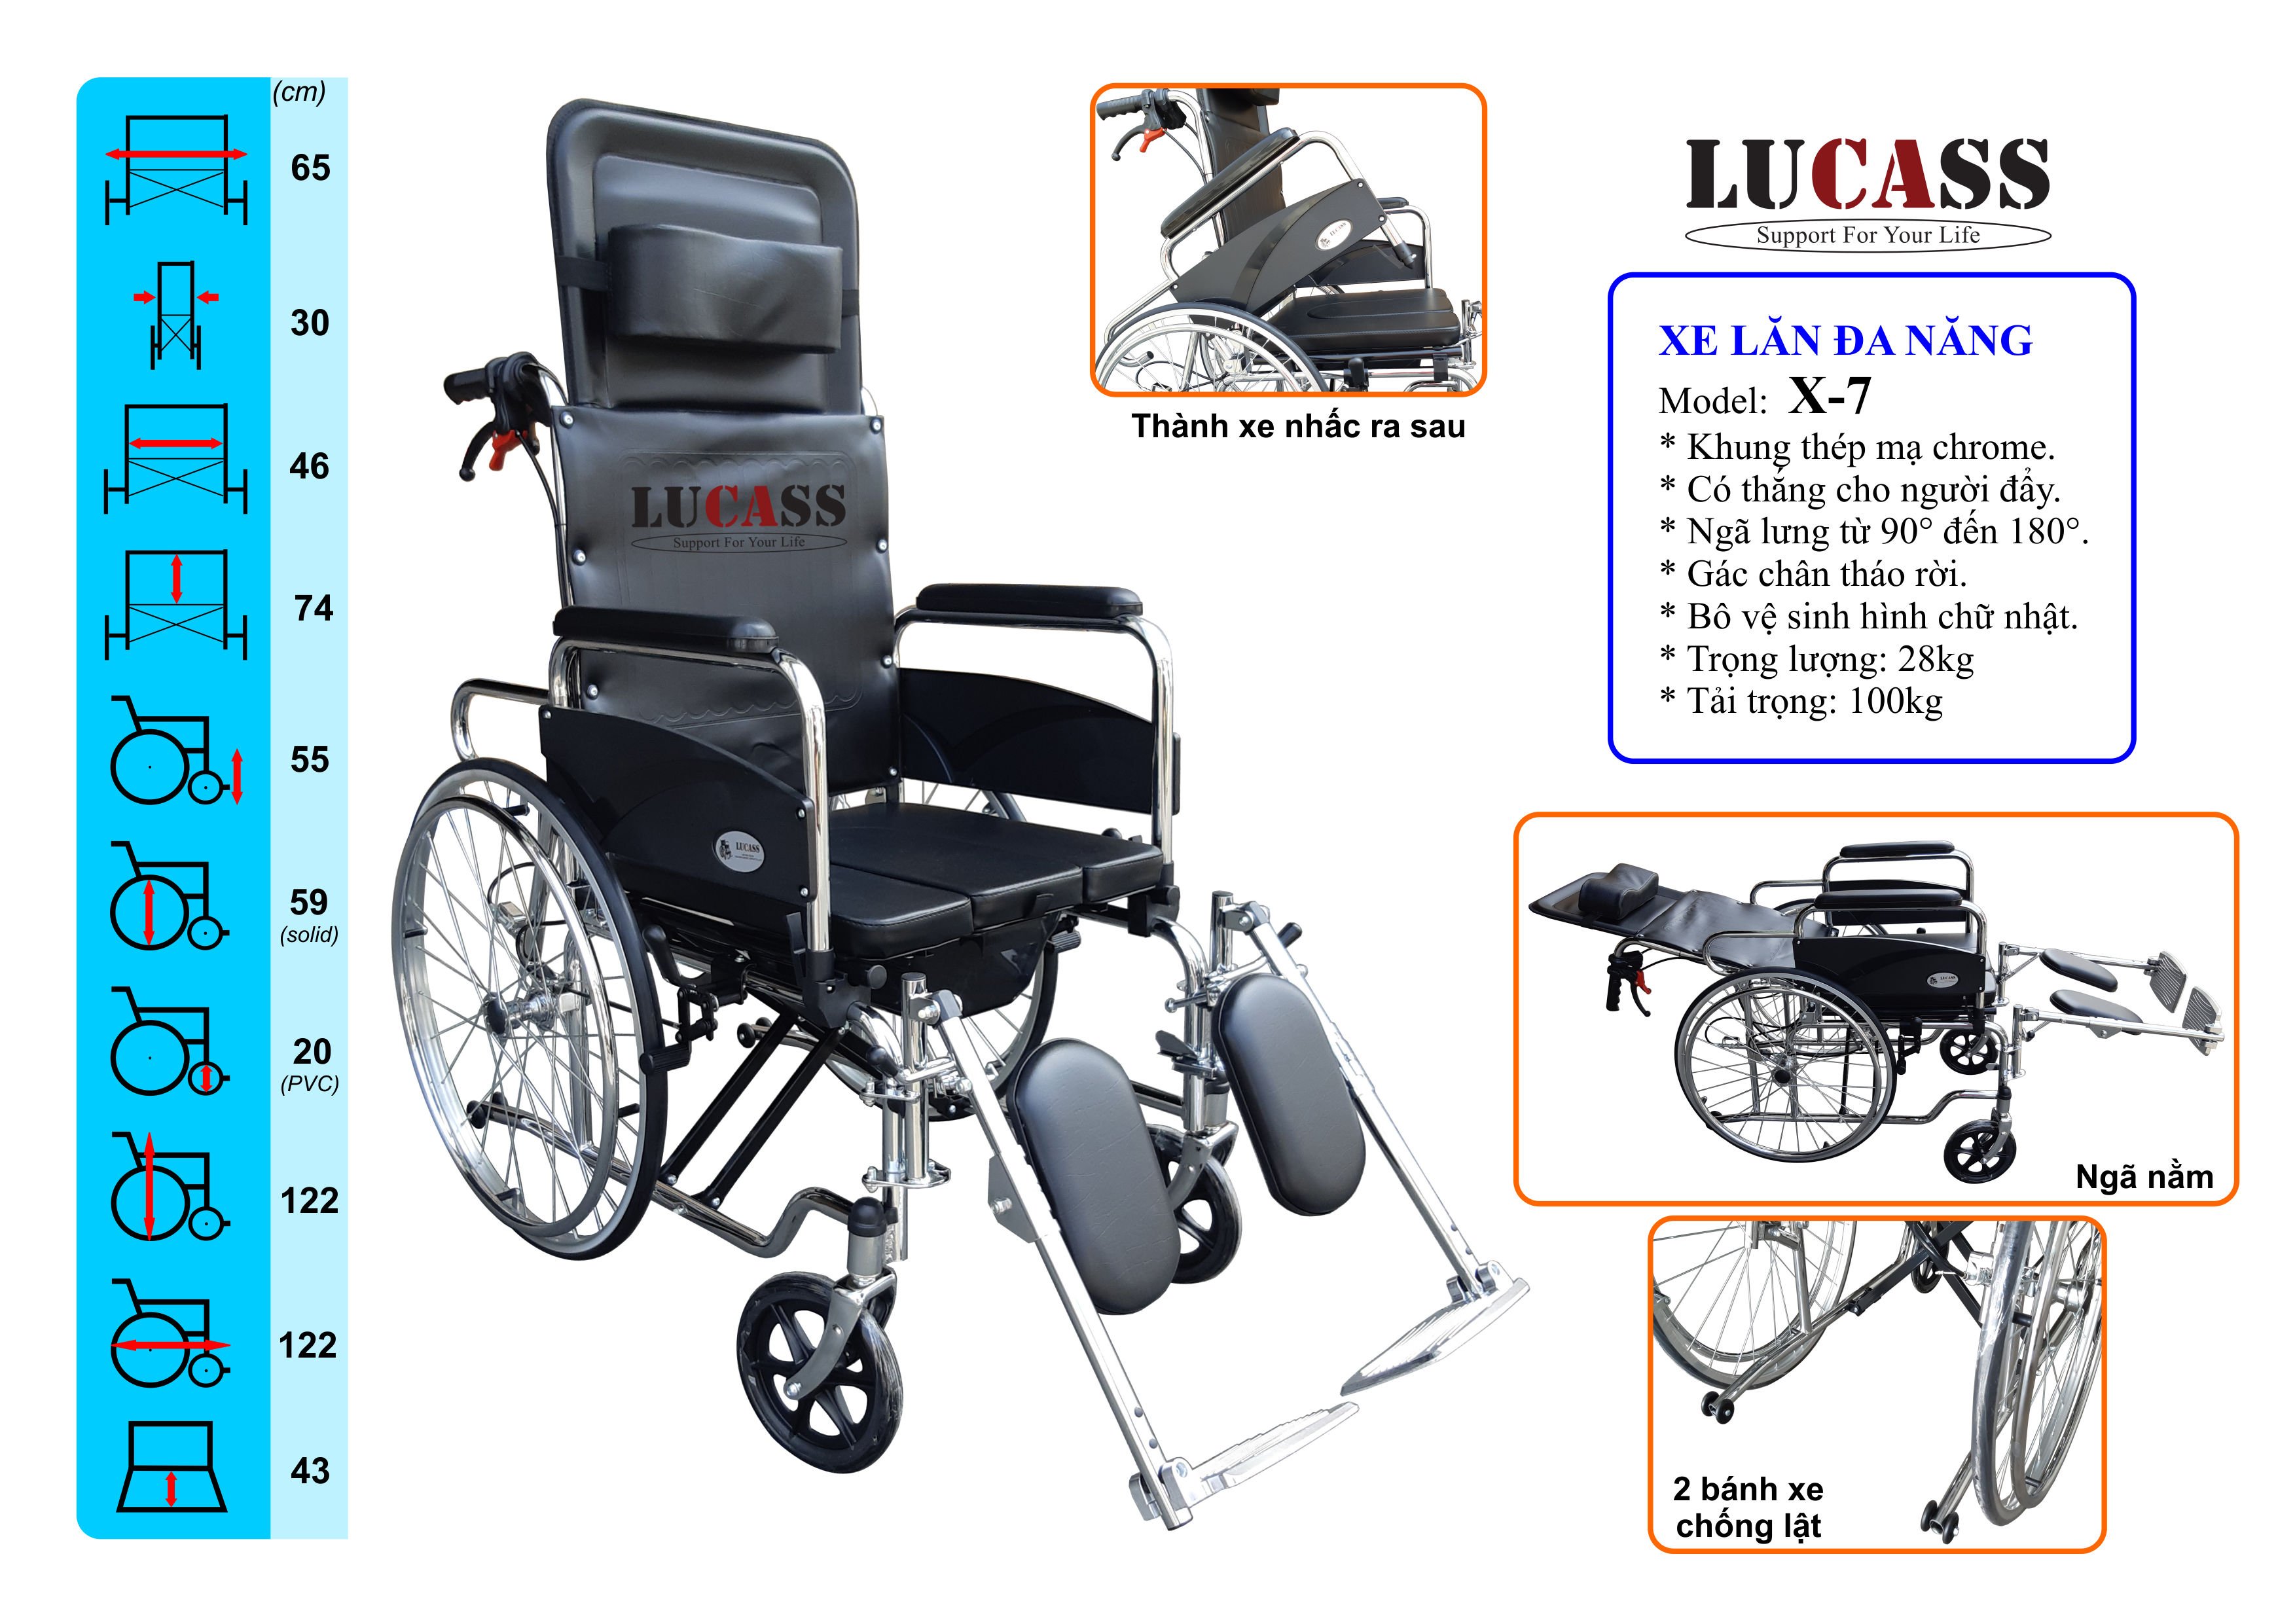 (cm)
65
30
46
74
55
59
(solid)
20
(PVC)
122
122
43
LUCASS
Support For Your Life
LUCASS
Thành xe nhấc ra sau
LUCASS
Support For Your Life
XE LĂN ĐA NĂNG
Model: X-7
* Khung thép mạ chrome.
* Có thắng cho người đẩy.
* Ngã lưng từ 90° đến 180°.
* Gác chân tháo rời.
* Bô vệ sinh hình chữ nhật.
* Trọng lượng: 28kg
* Tải trọng: 100kg
Ngã nằm
2 bánh xe
chống lật